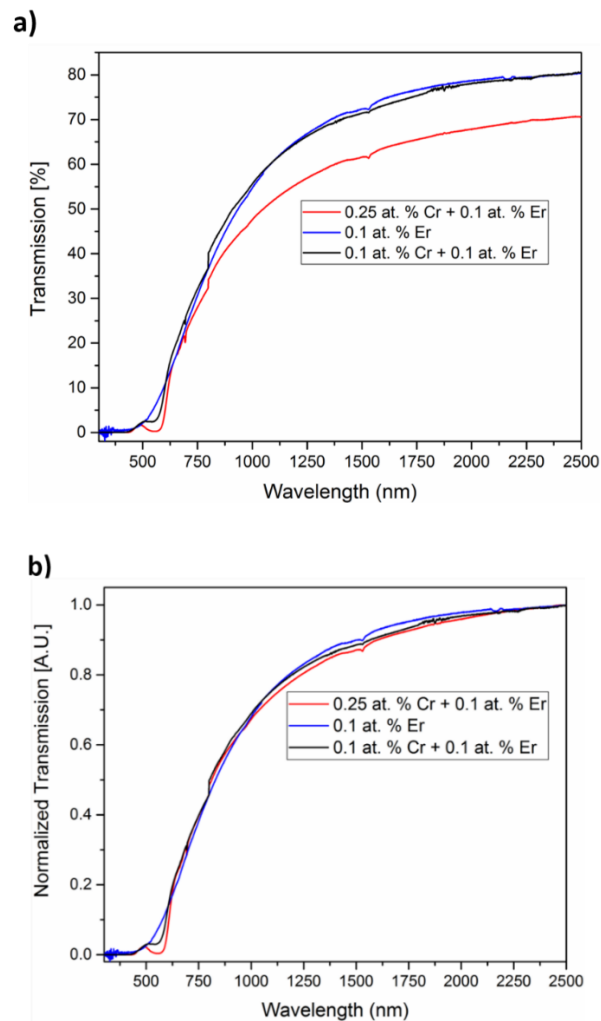 a)
80
70
60
50
40
30
20
10
0
Transmission [%]
0.25 at. % Cr + 0.1 at. % Er
0.1 at. % Er
0.1 at. % Cr + 0.1 at. % Er
500 750 1000 1250 1500 1750 2000 2250 2500
Wavelength (nm)
b)
1.0
0.8
0.6
0.4
0.2
0.0
Normalized Transmission [A.U.]
0.25 at. % Cr + 0.1 at. % Er
0.1 at. % Er
0.1 at. % Cr + 0.1 at. % Er
500 750 1000 1250 1500 1750 2000 2250 2500
Wavelength (nm)